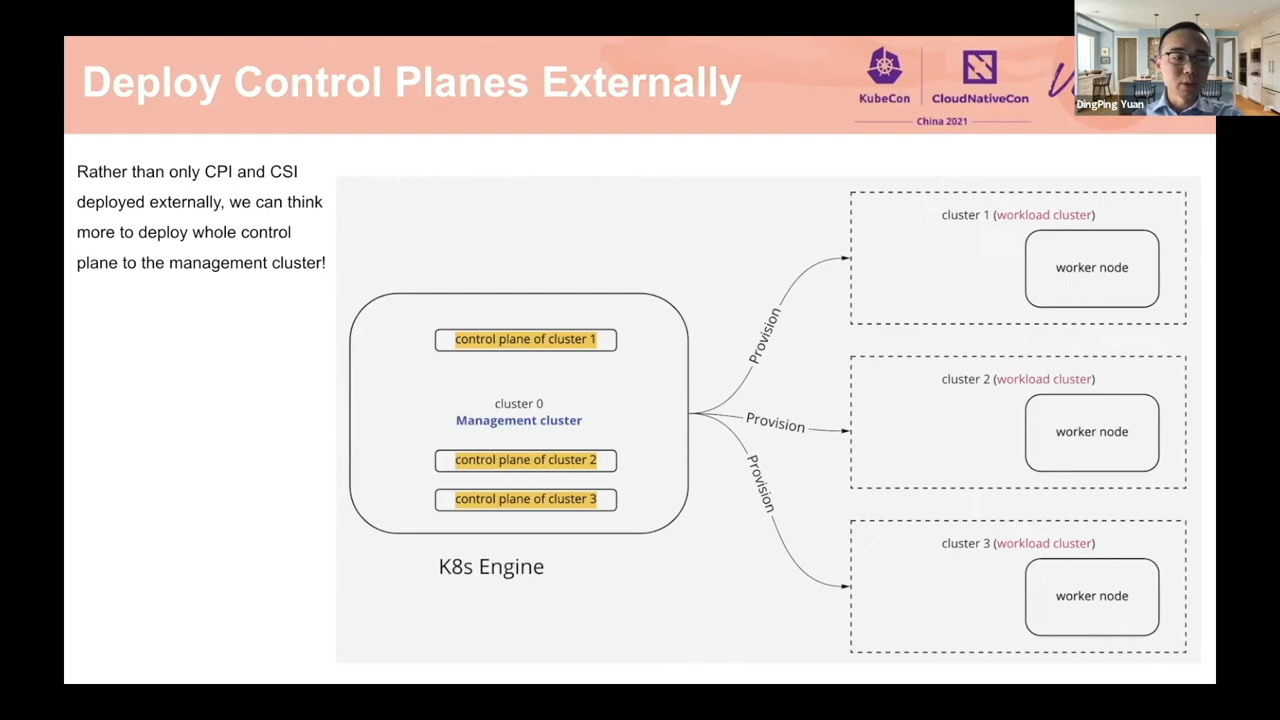 Deploy Control Planes Externally
KubeCon
CloudNativeCon
China 2021
DingPing Yuan
Rather than only CPI and CSI
deployed externally, we can think
more to deploy whole control
plane to the management cluster!
control plane of cluster 1
cluster 0
Management cluster
control plane of cluster 2
control plane of cluster 3
K8s Engine
Provision
Provision
Provision
cluster 1 (workload cluster)
worker node
cluster 2 (workload cluster)
worker node
cluster 3 (workload cluster)
worker node